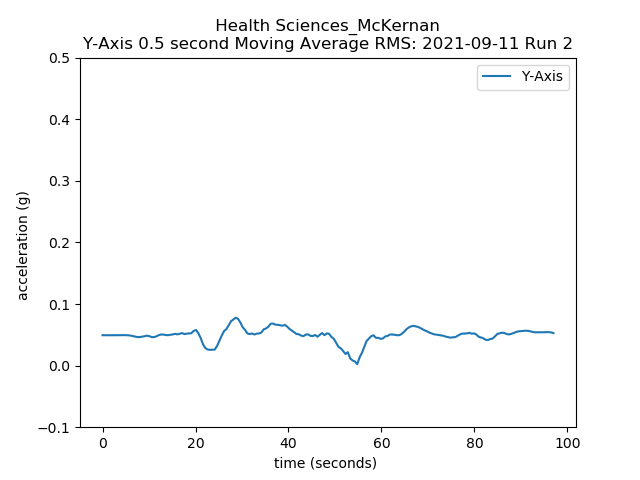 Health Sciences_McKernan
Y-Axis 0.5 second Moving Average RMS: 2021-09-11 Run 2
Y-Axis
acceleration (g)
0.5
0.4
0.3
0.2
0.1
0.0
−0.1
0 20 40 60 80 100
time (seconds)